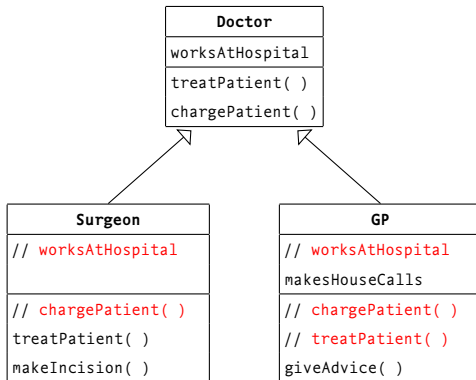 Doctor
worksAtHospital
treatPatient( )
chargePatient( )
Surgeon
// worksAtHospital
// chargePatient( )
treatPatient( )
makeIncision( )
GP
// worksAtHospital
makesHouseCalls
// chargePatient( )
// treatPatient( )
giveAdvice( )